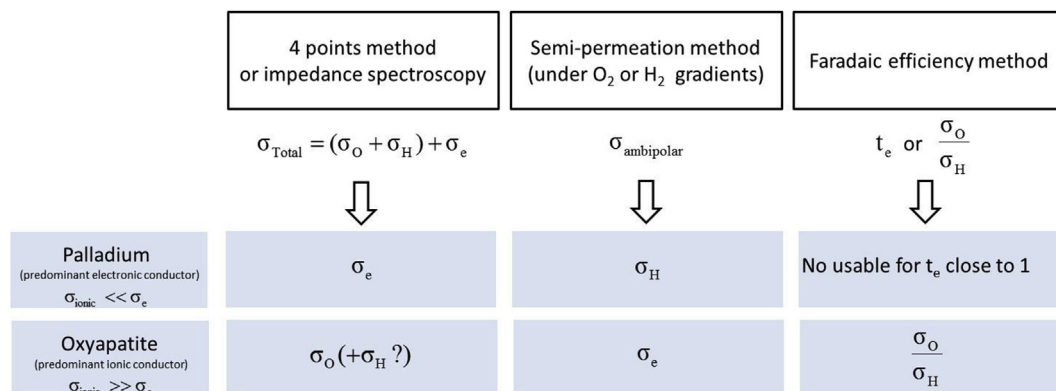 4 points method
or impedance spectroscopy
Semi-permeation method
(under O₂ or H₂ gradients)
Faradaic efficiency method
σ_Total = (σ_O + σ_H) + σ_e
σ_ambipolar
t_e or σ_O / σ_H
Palladium
(predominant electronic conductor)
σ_ionic << σ_e
σ_e
σ_H
No usable for t_e close to 1
Oxyapatite
(predominant ionic conductor)
σ_ionic >> σ_e
σ_O (+σ_H ?)
σ_e
σ_O / σ_H